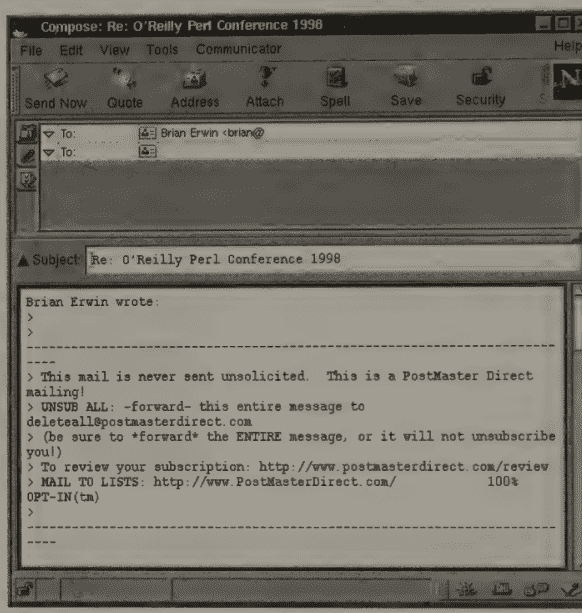 Compose: Re: O'Reilly Perl Conference 1998
File Edit View Tools Communicator Help
Send Now Quote Address Attach Spell Save Security S N
To: Brian Erwin <brian@
To:
Subject: Re: O'Reilly Perl Conference 1998
Brian Erwin wrote:
>
>
-----------------------------------------------------------------------
----
> This mail is never sent unsolicited. This is a PostMaster Direct
mailing!
> UNSUB ALL: -forward- this entire message to
deleteall@postmasterdirect.com
> (be sure to *forward* the ENTIRE message, or it will not unsubscribe
you!)
> To review your subscription: http://www.postmasterdirect.com/review
> MAIL TO LISTS: http://www.PostMasterDirect.com/ 100%
OPT-IN(tm)
>
-----------------------------------------------------------------------
----